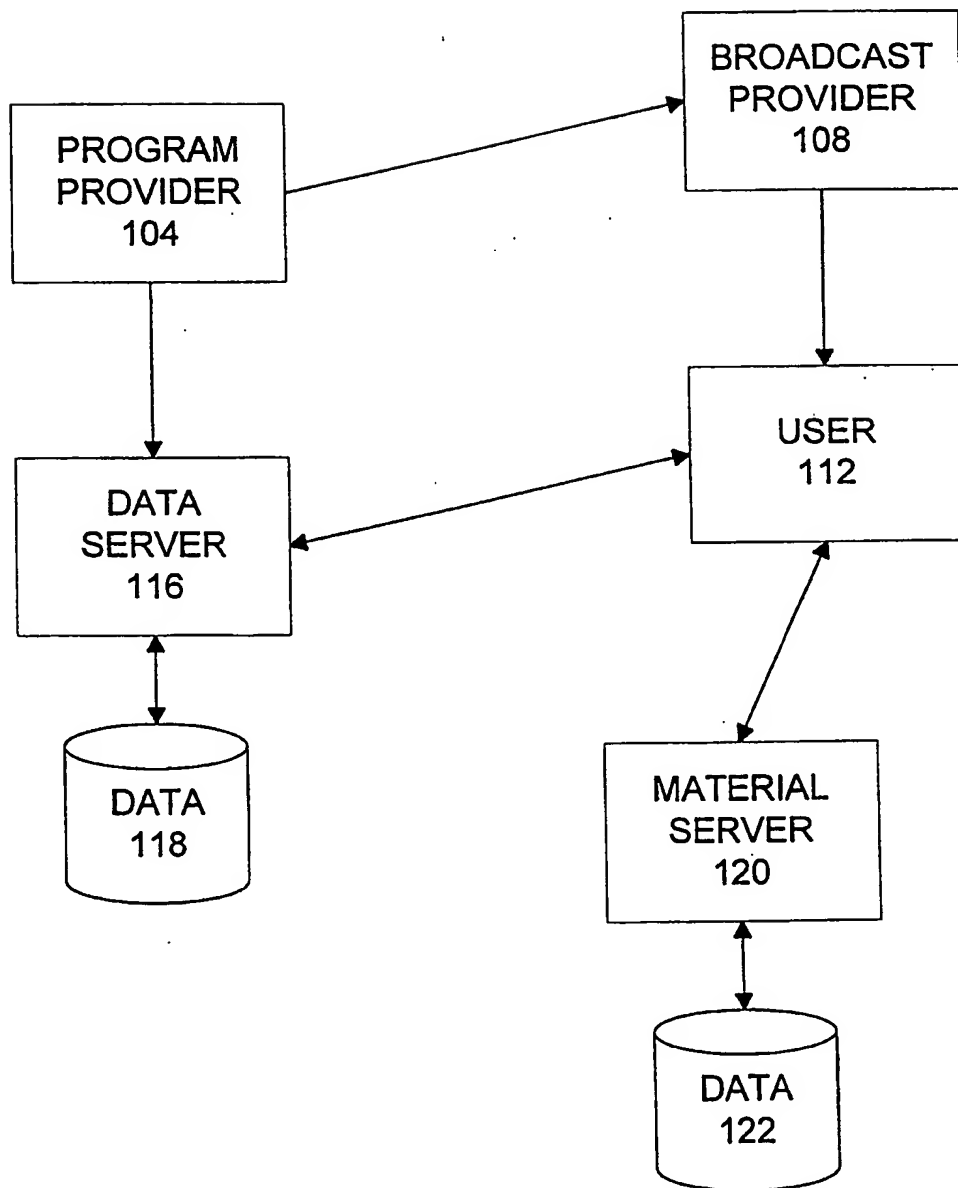 BROADCAST
PROVIDER
108
PROGRAM
PROVIDER
104
USER
112
DATA
SERVER
116
DATA
118
MATERIAL
SERVER
120
DATA
122